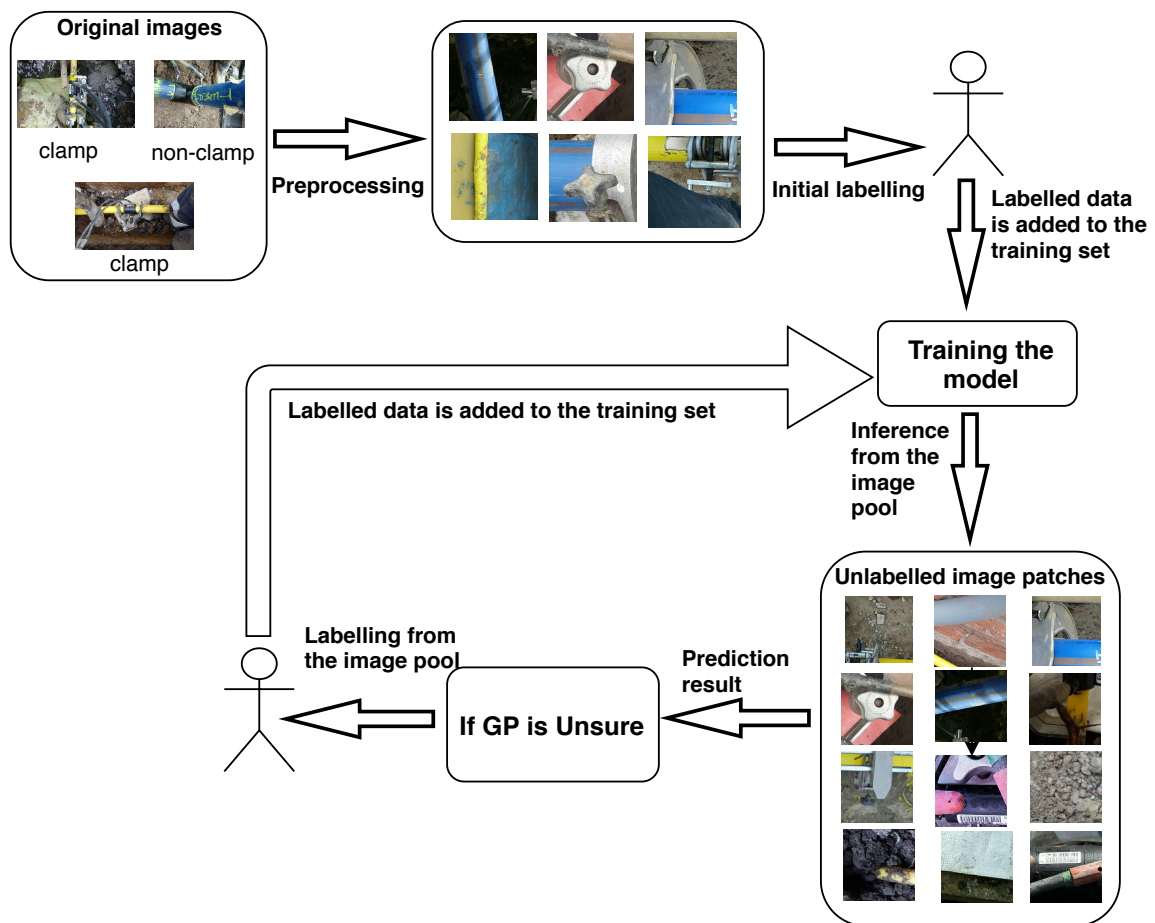 Original images
clamp
non-clamp
clamp
Preprocessing
Initial labelling
Labelled data
is added to the
training set
Training the
model
Labelled data is added to the training set
Inference
from the
image
pool
Unlabelled image patches
Prediction
result
If GP is Unsure
Labelling from
the image pool